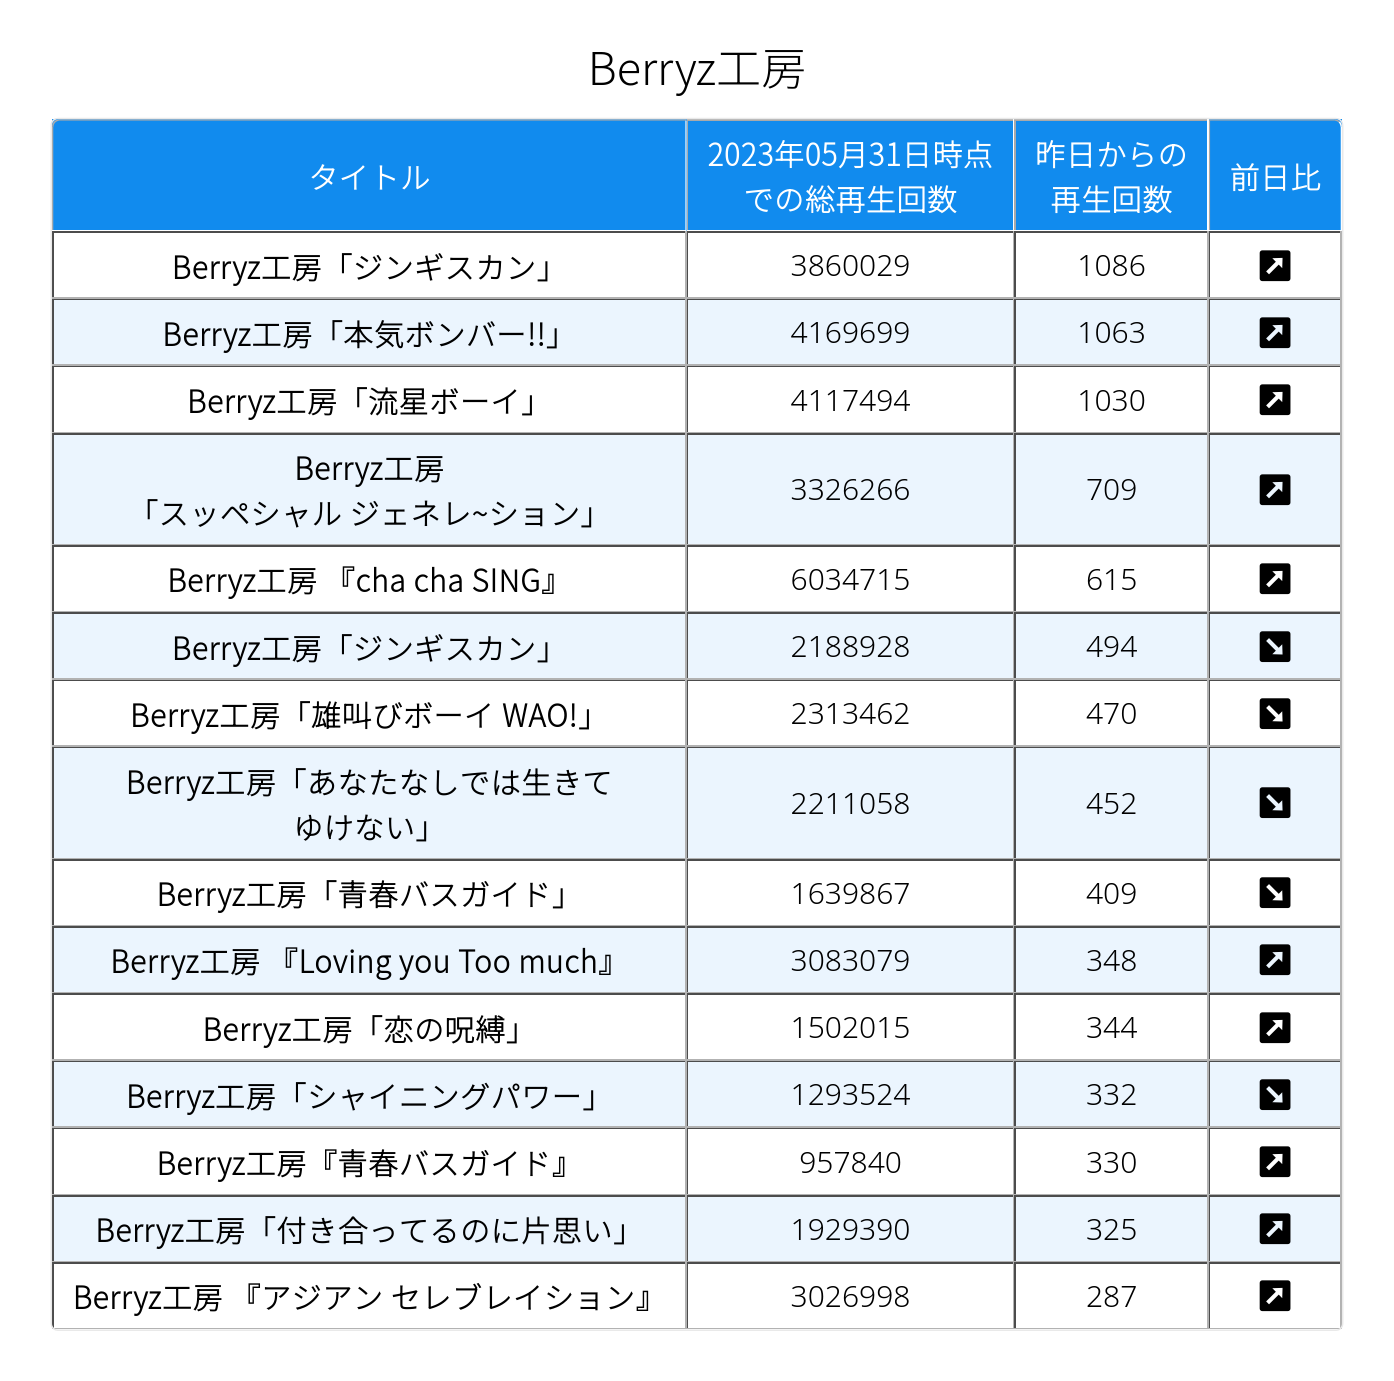 Berryz工房
タイトル
2023年05月31日時点
での総再生回数
昨日からの
再生回数
前日比
Berryz工房「ジンギスカン」 3860029 1086 ↗
Berryz工房「本気ボンバー!!」 4169699 1063 ↗
Berryz工房「流星ボーイ」 4117494 1030 ↗
Berryz工房
「スッペシャル ジェネレ~ション」 3326266 709 ↗
Berryz工房 『cha cha SING』 6034715 615 ↗
Berryz工房「ジンギスカン」 2188928 494 ↘
Berryz工房「雄叫びボーイ WAO!」 2313462 470 ↘
Berryz工房「あなたなしでは生きて
ゆけない」 2211058 452 ↘
Berryz工房「青春バスガイド」 1639867 409 ↘
Berryz工房 『Loving you Too much』 3083079 348 ↗
Berryz工房「恋の呪縛」 1502015 344 ↗
Berryz工房「シャイニングパワー」 1293524 332 ↘
Berryz工房『青春バスガイド』 957840 330 ↗
Berryz工房「付き合ってるのに片思い」 1929390 325 ↗
Berryz工房 『アジアン セレブレイション』 3026998 287 ↗